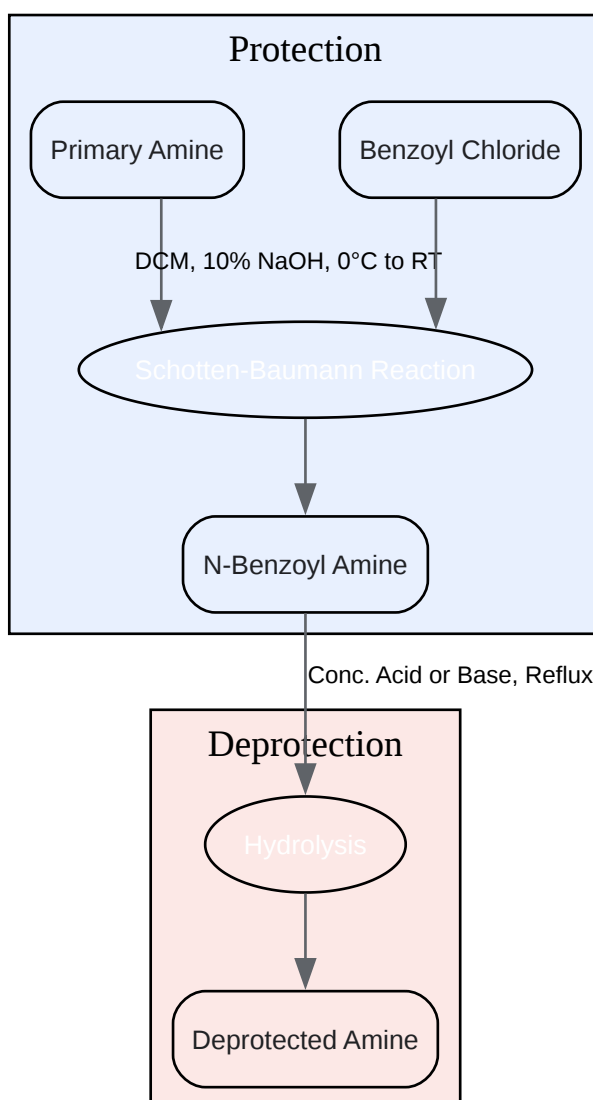 Protection
Primary Amine
Benzoyl Chloride
DCM, 10% NaOH, 0°C to RT
Schotten-Baumann Reaction
N-Benzoyl Amine
Conc. Acid or Base, Reflux
Deprotection
Hydrolysis
Deprotected Amine